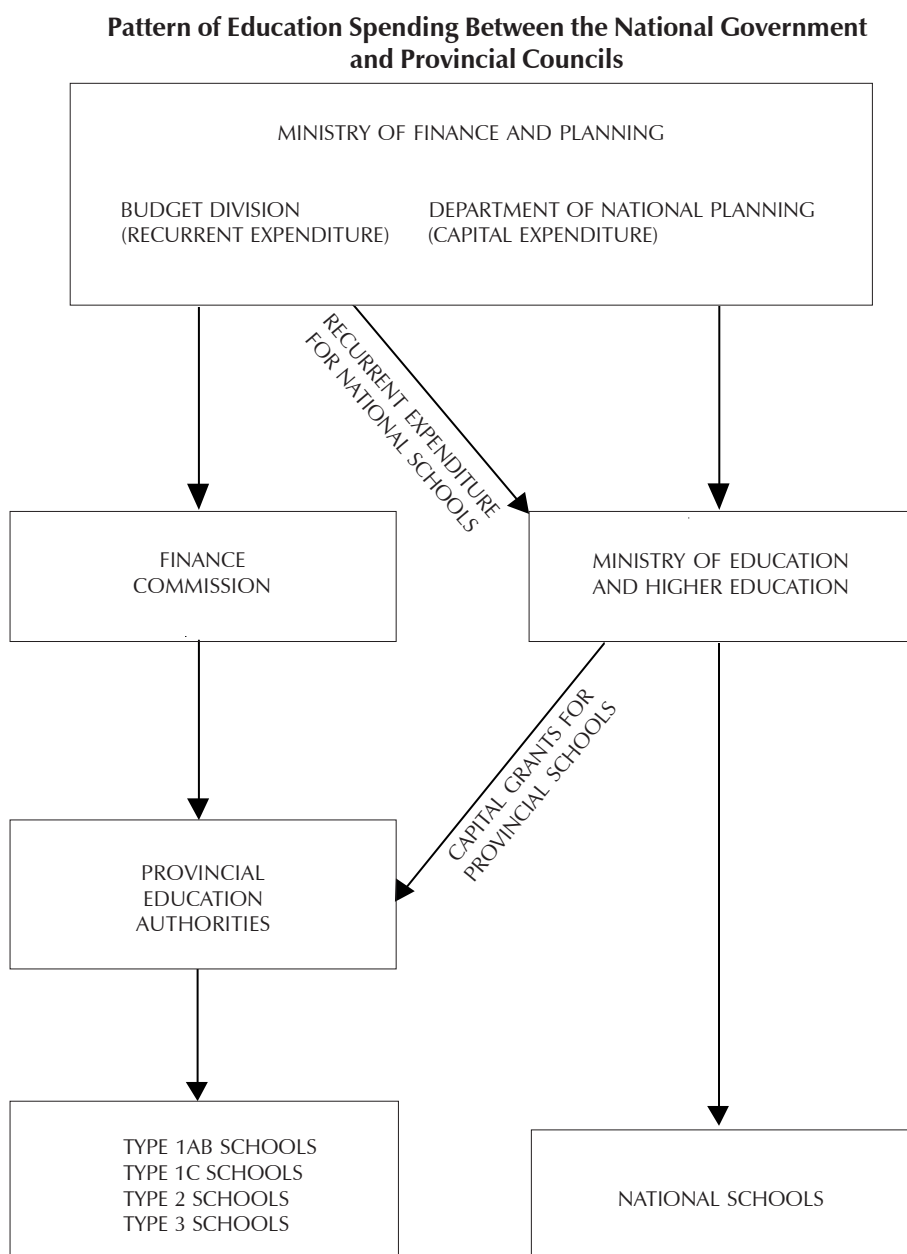 Pattern of Education Spending Between the National Government
and Provincial Councils
MINISTRY OF FINANCE AND PLANNING
BUDGET DIVISION
(RECURRENT EXPENDITURE)
DEPARTMENT OF NATIONAL PLANNING
(CAPITAL EXPENDITURE)
RECURRENT EXPENDITURE
FOR NATIONAL SCHOOLS
FINANCE
COMMISSION
MINISTRY OF EDUCATION
AND HIGHER EDUCATION
CAPITAL GRANTS FOR
PROVINCIAL SCHOOLS
PROVINCIAL
EDUCATION
AUTHORITIES
TYPE 1AB SCHOOLS
TYPE 1C SCHOOLS
TYPE 2 SCHOOLS
TYPE 3 SCHOOLS
NATIONAL SCHOOLS